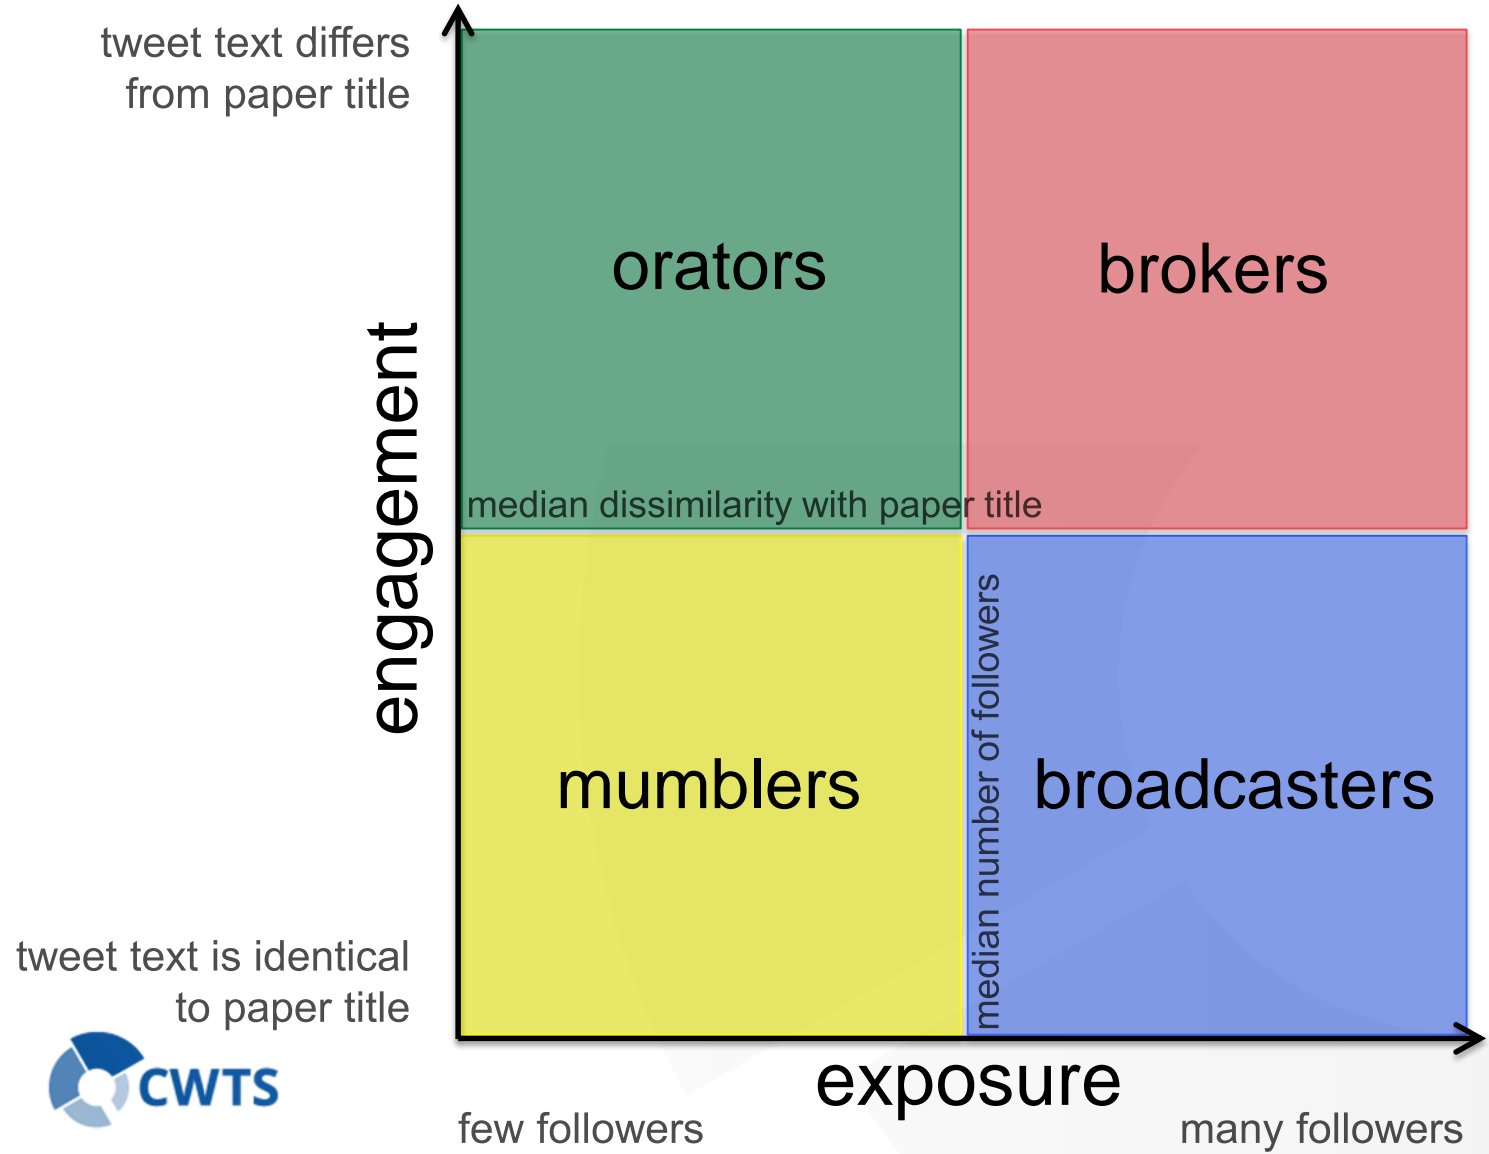 tweet text differs
from paper title
orators
brokers
engagement
median dissimilarity with paper title
median number of followers
mumblers
broadcasters
tweet text is identical
to paper title
CWTS
exposure
few followers
many followers